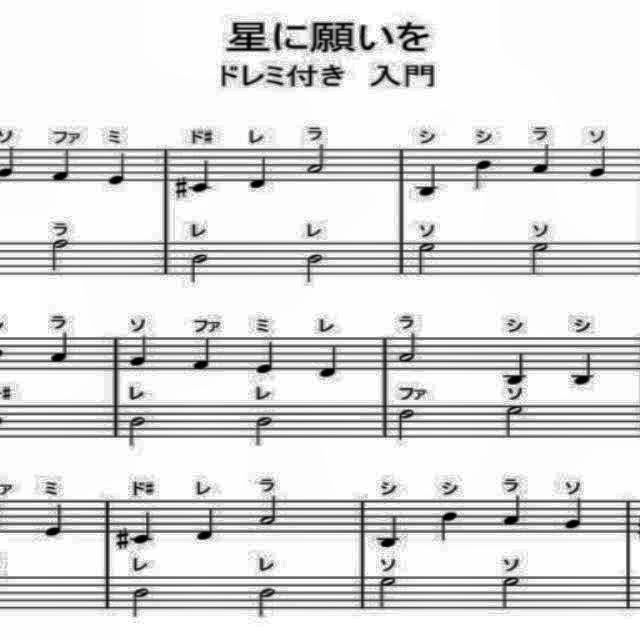 星に願いを
ドレミ付き 入門
ソ ファ ミ ド# レ ラ シ シ ラ ソ
ラ レ レ ソ ソ
ラ ソ ファ ミ レ ラ シ シ
レ レ ファ ソ
ミ ド# レ ラ シ シ ラ ソ
レ レ ソ ソ